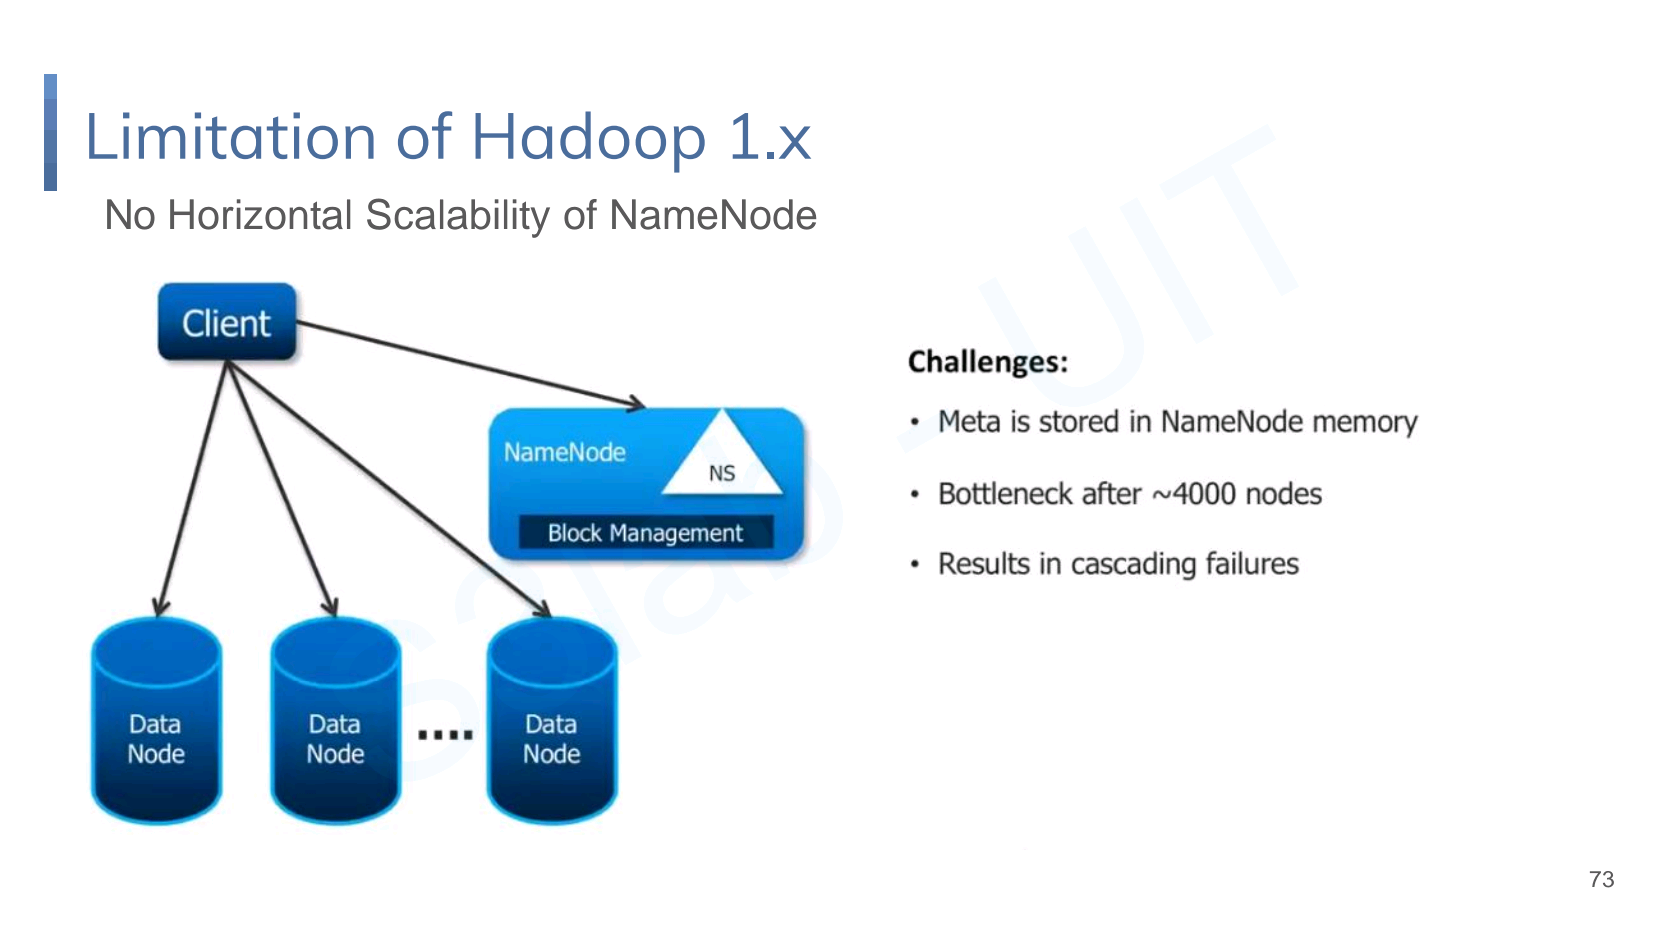 Limitation of Hadoop 1.x
No Horizontal Scalability of NameNode
Client
NameNode
NS
Block Management
Data
Node
Data
Node
....
Data
Node
Challenges:
• Meta is stored in NameNode memory
• Bottleneck after ~4000 nodes
• Results in cascading failures
73